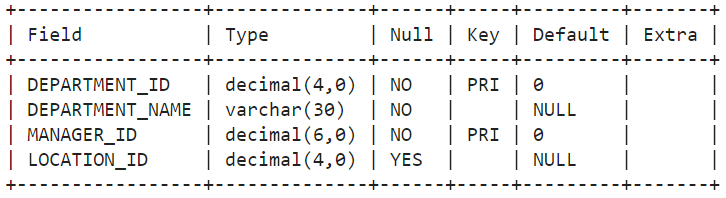 +-----------------+--------------+------+-----+---------+-------+
| Field           | Type         | Null | Key | Default | Extra |
+-----------------+--------------+------+-----+---------+-------+
| DEPARTMENT_ID   | decimal(4,0) | NO   | PRI | 0       |       |
| DEPARTMENT_NAME | varchar(30)  | NO   |     | NULL    |       |
| MANAGER_ID      | decimal(6,0) | NO   | PRI | 0       |       |
| LOCATION_ID     | decimal(4,0) | YES  |     | NULL    |       |
+-----------------+--------------+------+-----+---------+-------+